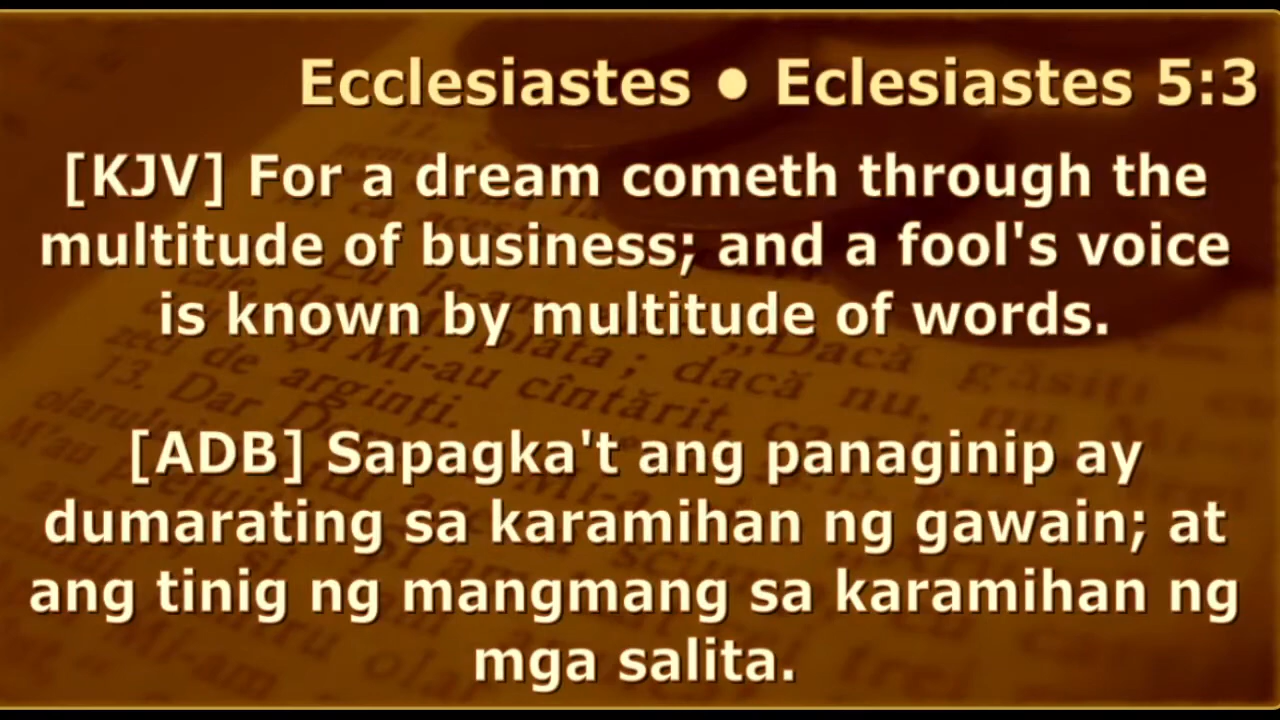 Ecclesiastes • Eclesiastes 5:3
[KJV] For a dream cometh through the
multitude of business; and a fool's voice
is known by multitude of words.
[ADB] Sapagka't ang panaginip ay
dumarating sa karamihan ng gawain; at
ang tinig ng mangmang sa karamihan ng
mga salita.